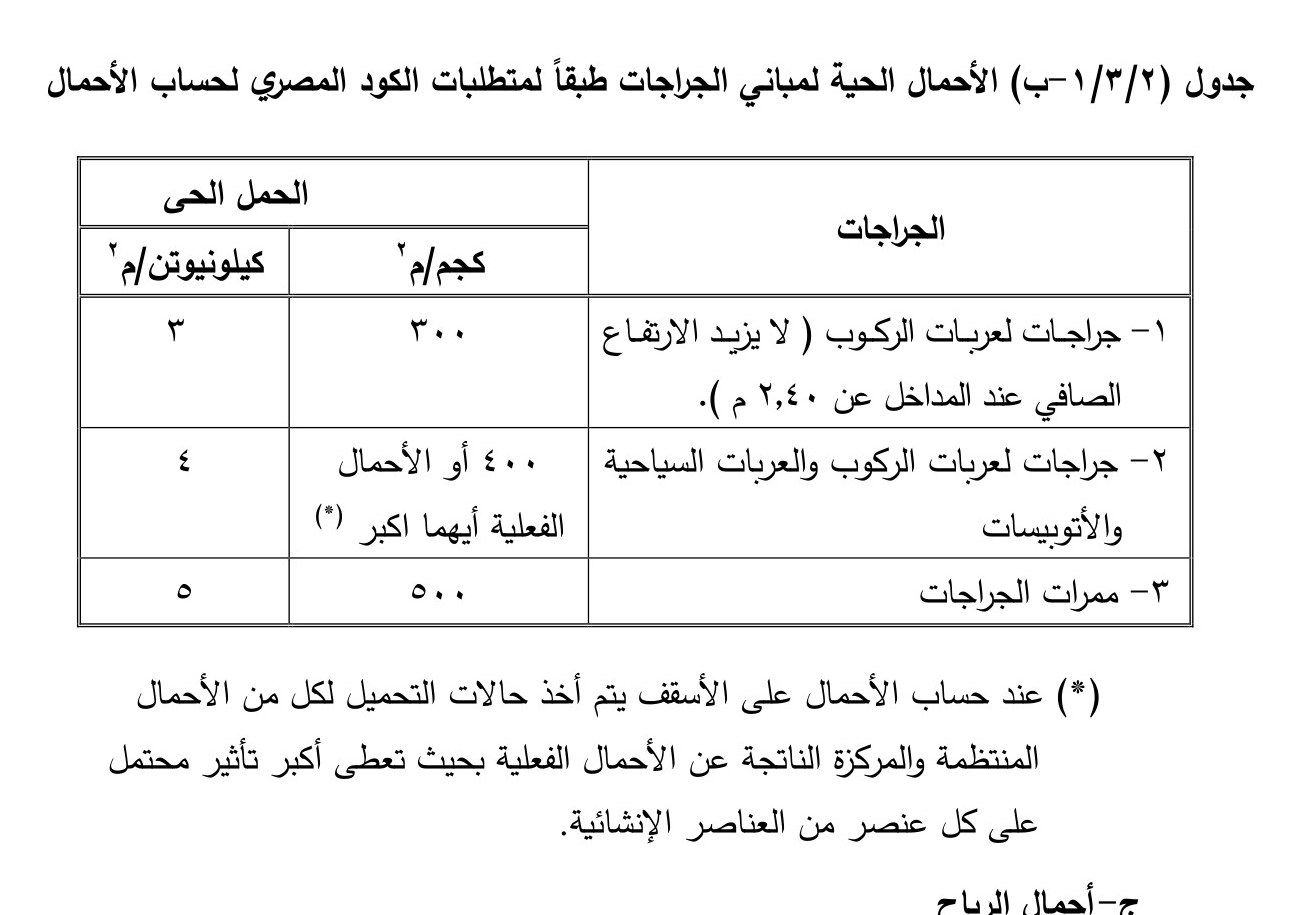 جدول (١/٣/٢-ب) الأحمال الحية لمباني الجراجات طبقاً لمتطلبات الكود المصري لحساب الأحمال
الجراجات
الحمل الحى
كجم/م٢
كيلونيوتن/م٢
١- جراجات لعربات الركوب ( لا يزيد الارتفاع
الصافي عند المداخل عن ٢,٤٠ م ).
٣٠٠
٣
٢- جراجات لعربات الركوب والعربات السياحية
والأتوبيسات
٤٠٠ أو الأحمال
الفعلية أيهما اكبر (*)
٤
٣- ممرات الجراجات
٥٠٠
٥
(*) عند حساب الأحمال على الأسقف يتم أخذ حالات التحميل لكل من الأحمال
المنتظمة والمركزة الناتجة عن الأحمال الفعلية بحيث تعطى أكبر تأثير محتمل
على كل عنصر من العناصر الإنشائية.
ج-أحمال الرياح